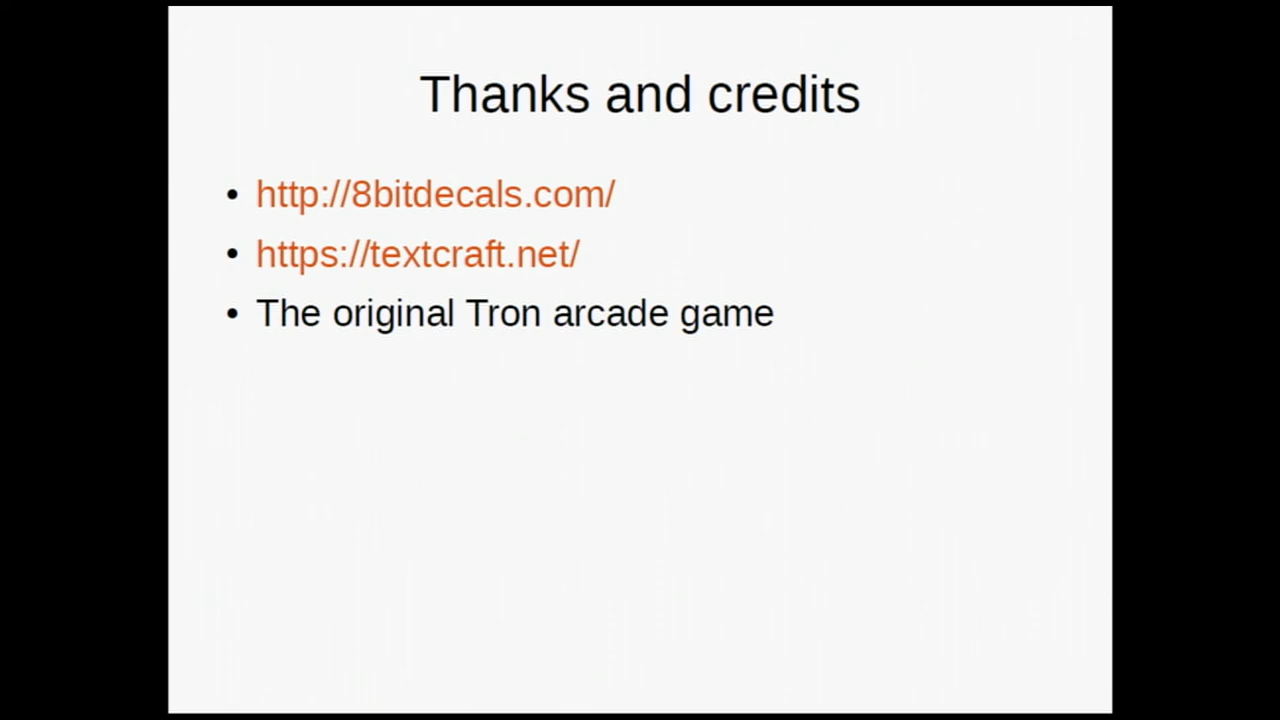 Thanks and credits
• http://8bitdecals.com/
• https://textcraft.net/
• The original Tron arcade game